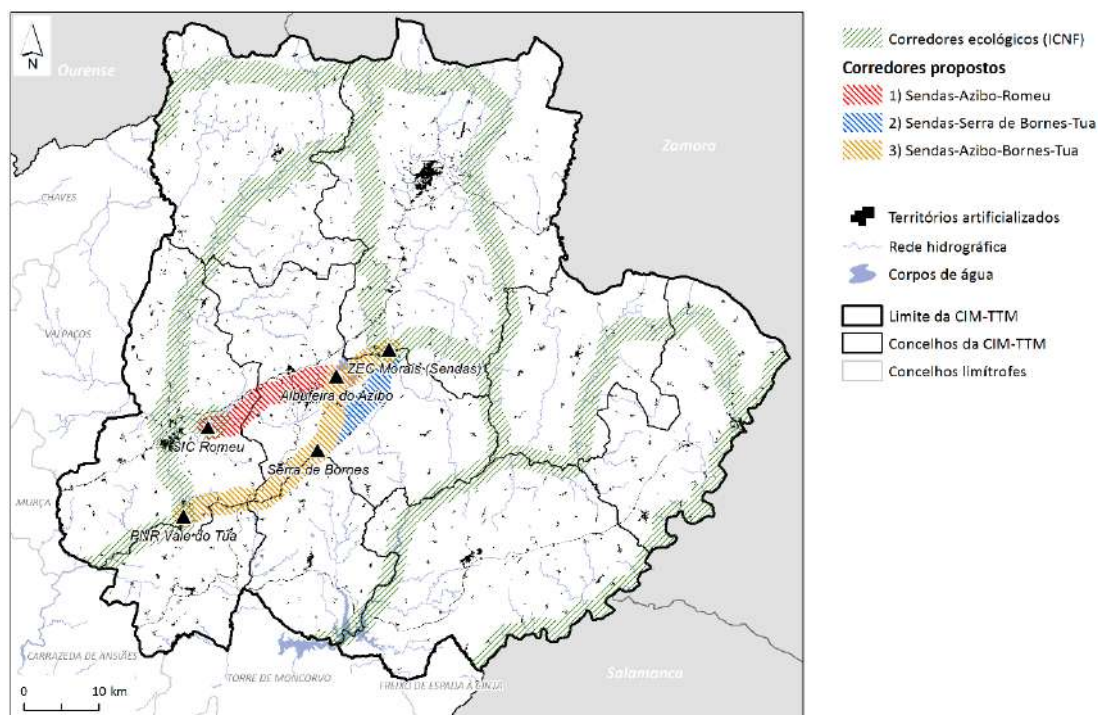 N
Ourense
Zamora
CHAVES
VALPAÇOS
ZEC Morais (Sendas)
Albufeira do Azibo
SIC Romeu
Serra de Bornes
MURÇA
PNR Vale do Tua
CARRAZEDA DE ANSIÃES
TORRE DE MONCORVO
FREIXO DE ESPADA À CINTA
Salamanca
0 10 km
Corredores ecológicos (ICNF)
Corredores propostos
1) Sendas-Azibo-Romeu
2) Sendas-Serra de Bornes-Tua
3) Sendas-Azibo-Bornes-Tua
Territórios artificializados
Rede hidrográfica
Corpos de água
Limite da CIM-TTM
Concelhos da CIM-TTM
Concelhos limítrofes